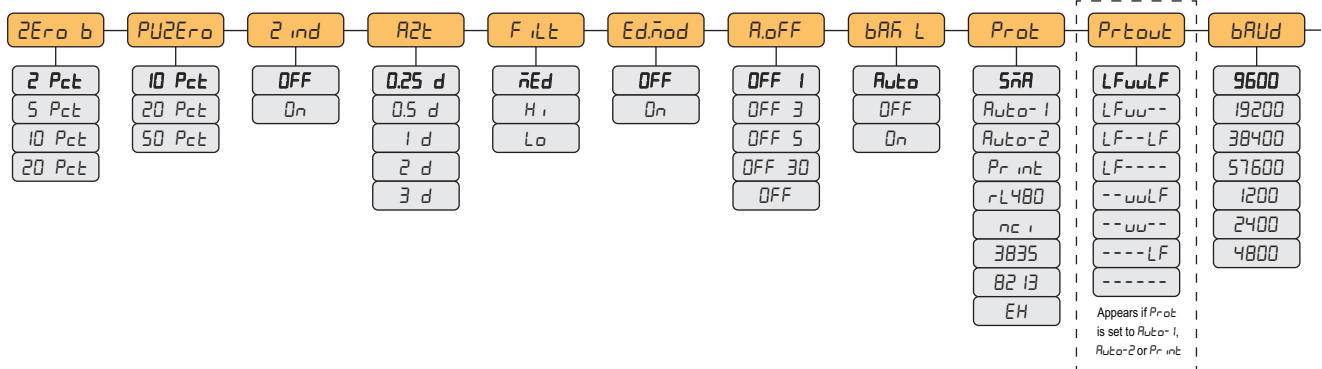 ZEro b
PWZEro
Z ind
AZt
FiLt
Ed.mod
A.oFF
bAK L
Prot
Prtout
bAUd
2 Pct
5 Pct
10 Pct
20 Pct
10 Pct
20 Pct
50 Pct
OFF
On
0.25 d
0.5 d
1 d
2 d
3 d
mEd
Hi
Lo
OFF
On
OFF 1
OFF 3
OFF 5
OFF 30
OFF
Auto
OFF
On
SmA
Auto-1
Auto-2
Print
rL480
nci
3835
8213
EH
LFuuLF
LFuu--
LF--LF
LF----
--uuLF
--uu--
----LF
------
Appears if Prot
is set to Auto-1,
Auto-2 or Print
9600
19200
38400
57600
1200
2400
4800